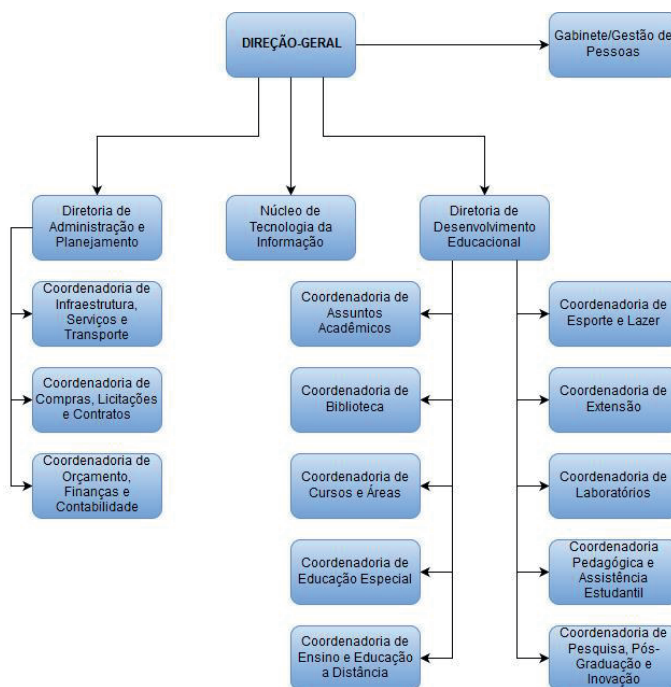 DIREÇÃO-GERAL
Gabinete/Gestão de
Pessoas
Diretoria de
Administração e
Planejamento
Núcleo de
Tecnologia da
Informação
Diretria de
Desenvolvimento
Educacional
Coordenadoria de
Infraestrutura,
Serviços e
Transporte
Coordenadoria de
Compras, Licitações
e Contratos
Coordenadoria de
Orçamento,
Finanças e
Contabilidade
Coordenadoria de
Assuntos
Acadêmicos
Coordenadoria de
Biblioteca
Coordenadoria de
Cursos e Áreas
Coordenadoria de
Educação Especial
Coordenadoria de
Ensino e Educação
a Distância
Coordenadoria de
Esporte e Lazer
Coordenadoria de
Extensão
Coordenadoria de
Laboratórios
Coordenadoria
Pedagógica e
Assistência
Estudantil
Coordenadoria de
Pesquisa, Pós-
Graduação e
Inovação